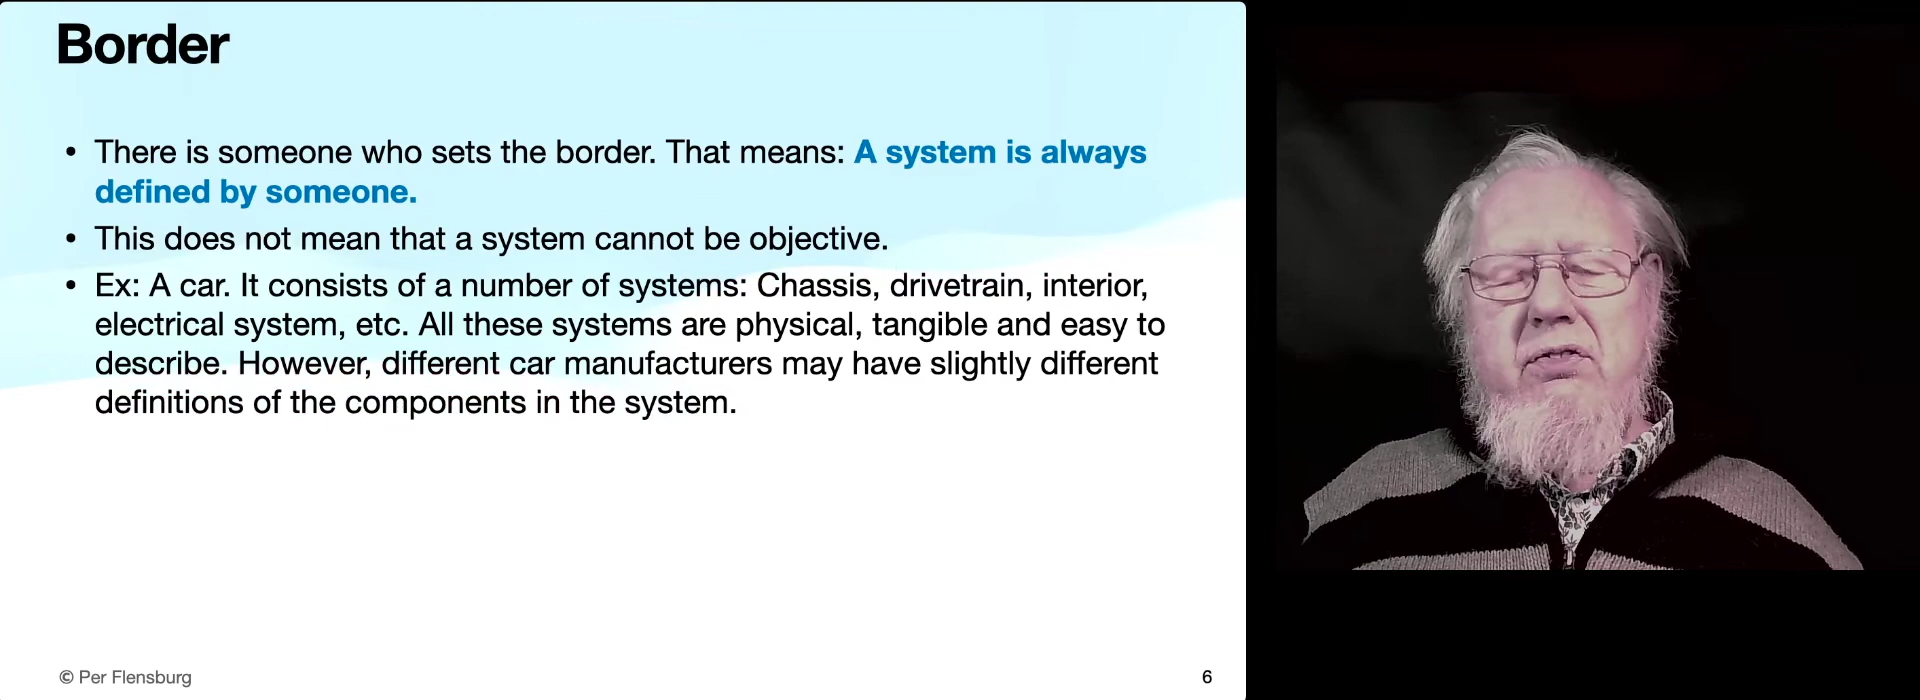 Border
• There is someone who sets the border. That means: A system is always
defined by someone.
• This does not mean that a system cannot be objective.
• Ex: A car. It consists of a number of systems: Chassis, drivetrain, interior,
electrical system, etc. All these systems are physical, tangible and easy to
describe. However, different car manufacturers may have slightly different
definitions of the components in the system.
© Per Flensburg
6